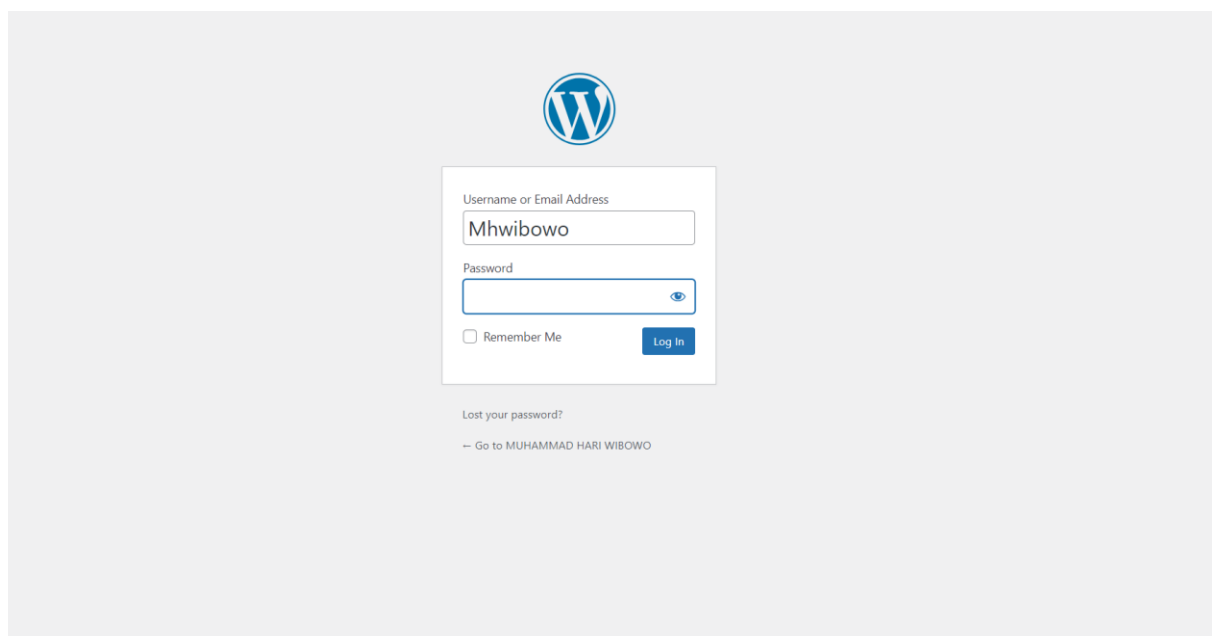 Username or Email Address
Mhwibowo
Password
Remember Me
Log In
Lost your password?
← Go to MUHAMMAD HARI WIBOWO